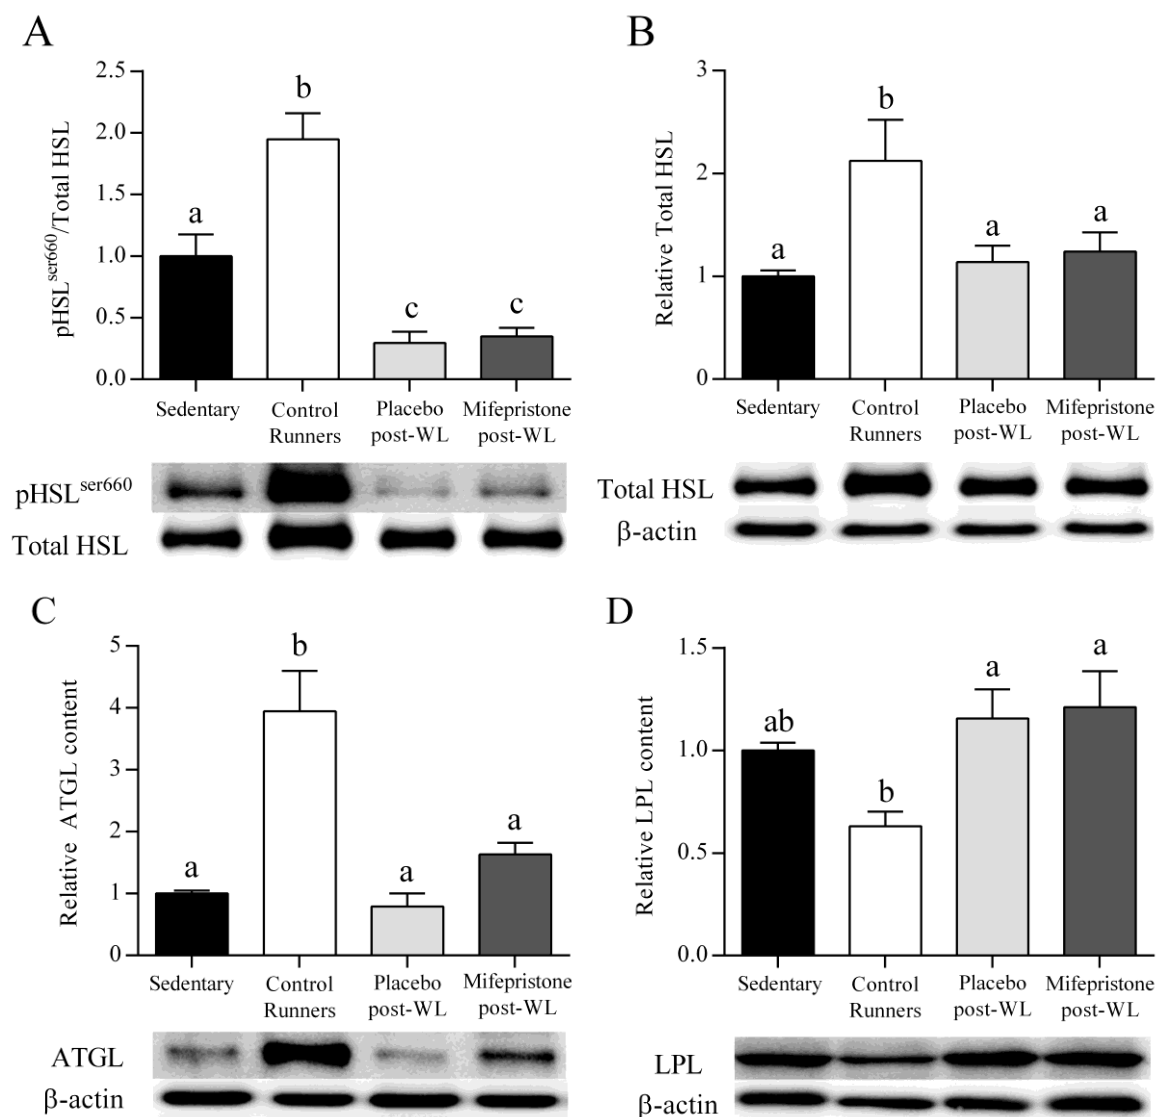 A
pHSLser660/Total HSL
2.5
2.0
1.5
1.0
0.5
0.0
a
b
c
c
Sedentary
Control
Runners
Placebo
post-WL
Mifepristone
post-WL
pHSLser660
Total HSL
B
Relative Total HSL
3
2
1
0
a
b
a
a
Sedentary
Control
Runners
Placebo
post-WL
Mifepristone
post-WL
Total HSL
β-actin
C
Relative ATGL content
5
4
3
2
1
0
a
b
a
a
Sedentary
Control
Runners
Placebo
post-WL
Mifepristone
post-WL
ATGL
β-actin
D
Relative LPL content
1.5
1.0
0.5
0.0
ab
b
a
a
Sedentary
Control
Runners
Placebo
post-WL
Mifepristone
post-WL
LPL
β-actin